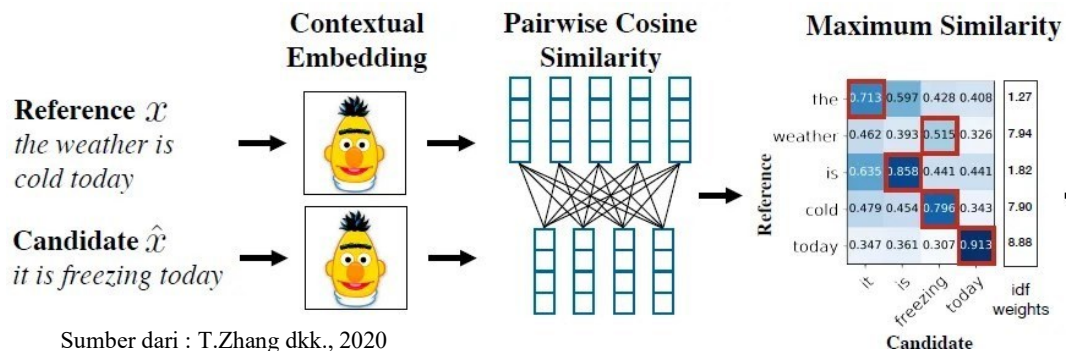 Contextual
Embedding
Pairwise Cosine
Similarity
Maximum Similarity
Reference x
the weather is
cold today
Candidate x̂
it is freezing today
Reference
the 0.713 0.597 0.428 0.408 1.27
weather 0.462 0.393 0.515 0.326 7.94
is 0.635 0.858 0.441 0.441 1.82
cold 0.479 0.454 0.796 0.343 7.90
today 0.347 0.361 0.307 0.913 8.88
it is freezing today
idf
weights
Candidate
Sumber dari : T.Zhang dkk., 2020